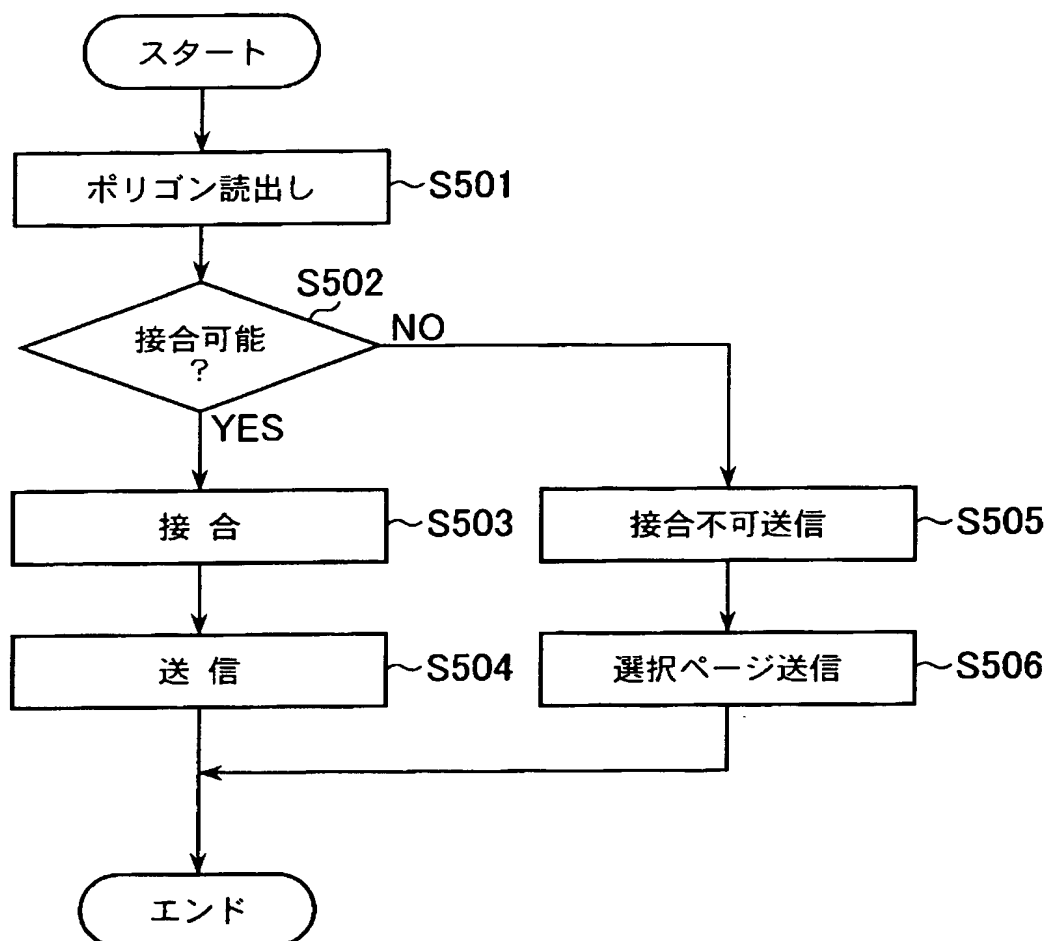 スタート
ポリゴン読出し
S501
S502
接合可能
?
NO
YES
接 合
S503
接合不可送信
S505
送 信
S504
選択ページ送信
S506
エンド